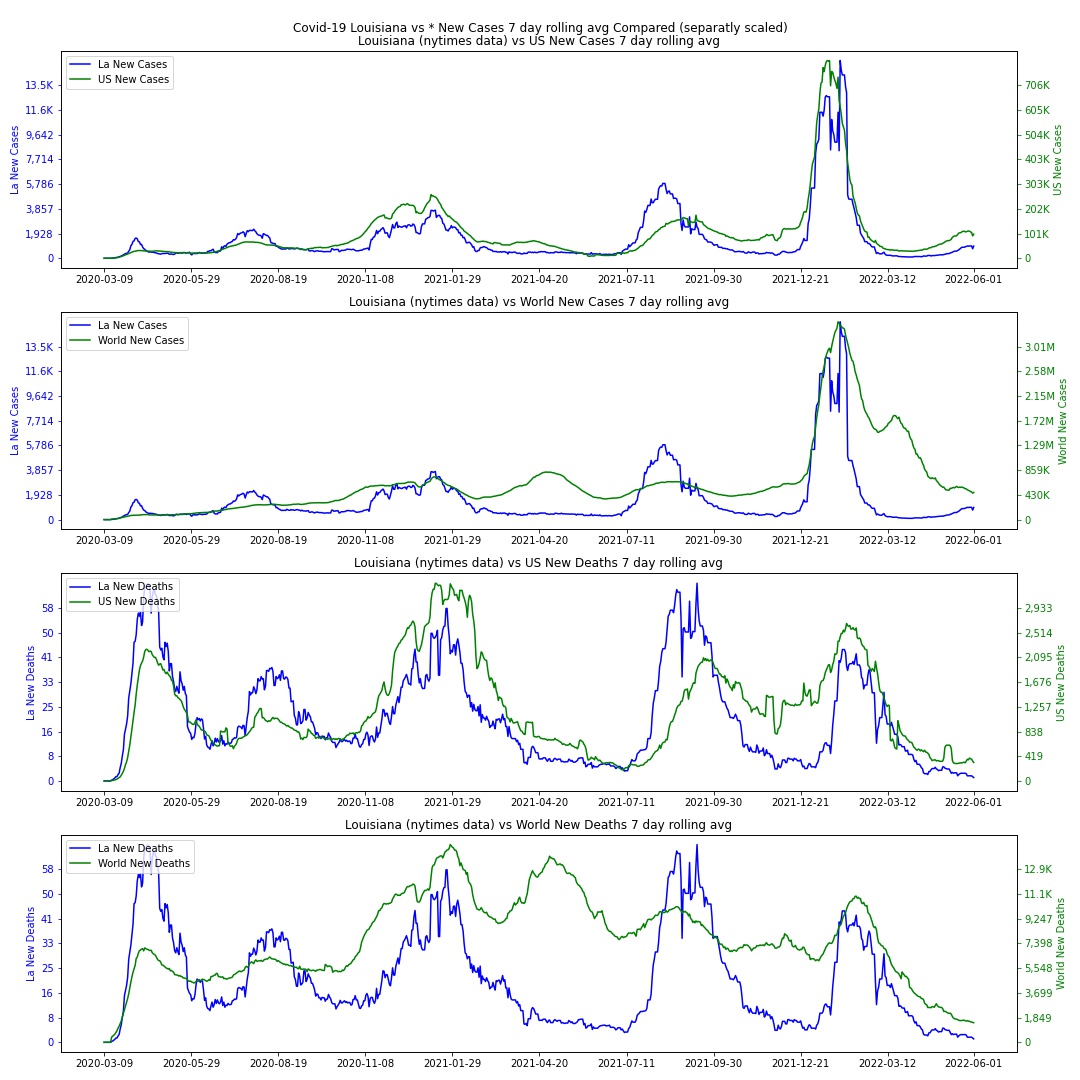 Covid-19 Louisiana vs * New Cases 7 day rolling avg Compared (separatly scaled)
Louisiana (nytimes data) vs US New Cases 7 day rolling avg
La New Cases
US New Cases
13.5K
11.6K
9,642
7,714
5,786
3,857
1,928
0
La New Cases
706K
605K
504K
403K
303K
202K
101K
0
US New Cases
2020-03-09 2020-05-29 2020-08-19 2020-11-08 2021-01-29 2021-04-20 2021-07-11 2021-09-30 2021-12-21 2022-03-12 2022-06-01
Louisiana (nytimes data) vs World New Cases 7 day rolling avg
La New Cases
World New Cases
13.5K
11.6K
9,642
7,714
5,786
3,857
1,928
0
La New Cases
3.01M
2.58M
2.15M
1.72M
1.29M
859K
430K
0
World New Cases
2020-03-09 2020-05-29 2020-08-19 2020-11-08 2021-01-29 2021-04-20 2021-07-11 2021-09-30 2021-12-21 2022-03-12 2022-06-01
Louisiana (nytimes data) vs US New Deaths 7 day rolling avg
La New Deaths
US New Deaths
58
50
41
33
25
16
8
0
La New Deaths
2,933
2,514
2,095
1,676
1,257
838
419
0
US New Deaths
2020-03-09 2020-05-29 2020-08-19 2020-11-08 2021-01-29 2021-04-20 2021-07-11 2021-09-30 2021-12-21 2022-03-12 2022-06-01
Louisiana (nytimes data) vs World New Deaths 7 day rolling avg
La New Deaths
World New Deaths
58
50
41
33
25
16
8
0
La New Deaths
12.9K
11.1K
9,247
7,398
5,548
3,699
1,849
0
World New Deaths
2020-03-09 2020-05-29 2020-08-19 2020-11-08 2021-01-29 2021-04-20 2021-07-11 2021-09-30 2021-12-21 2022-03-12 2022-06-01